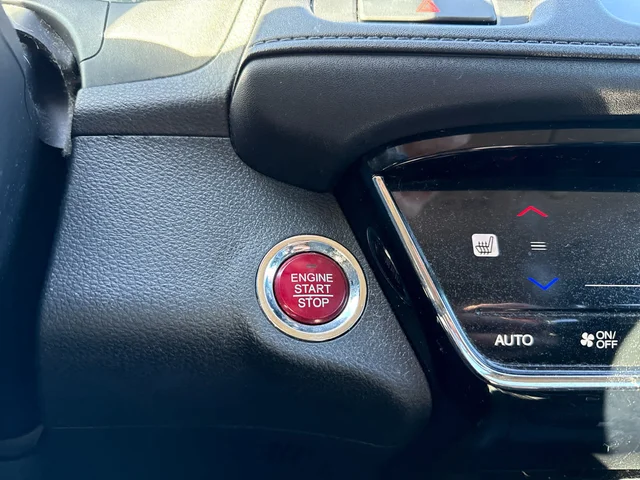 ENGINE
START
STOP
AUTO
ON/
OFF